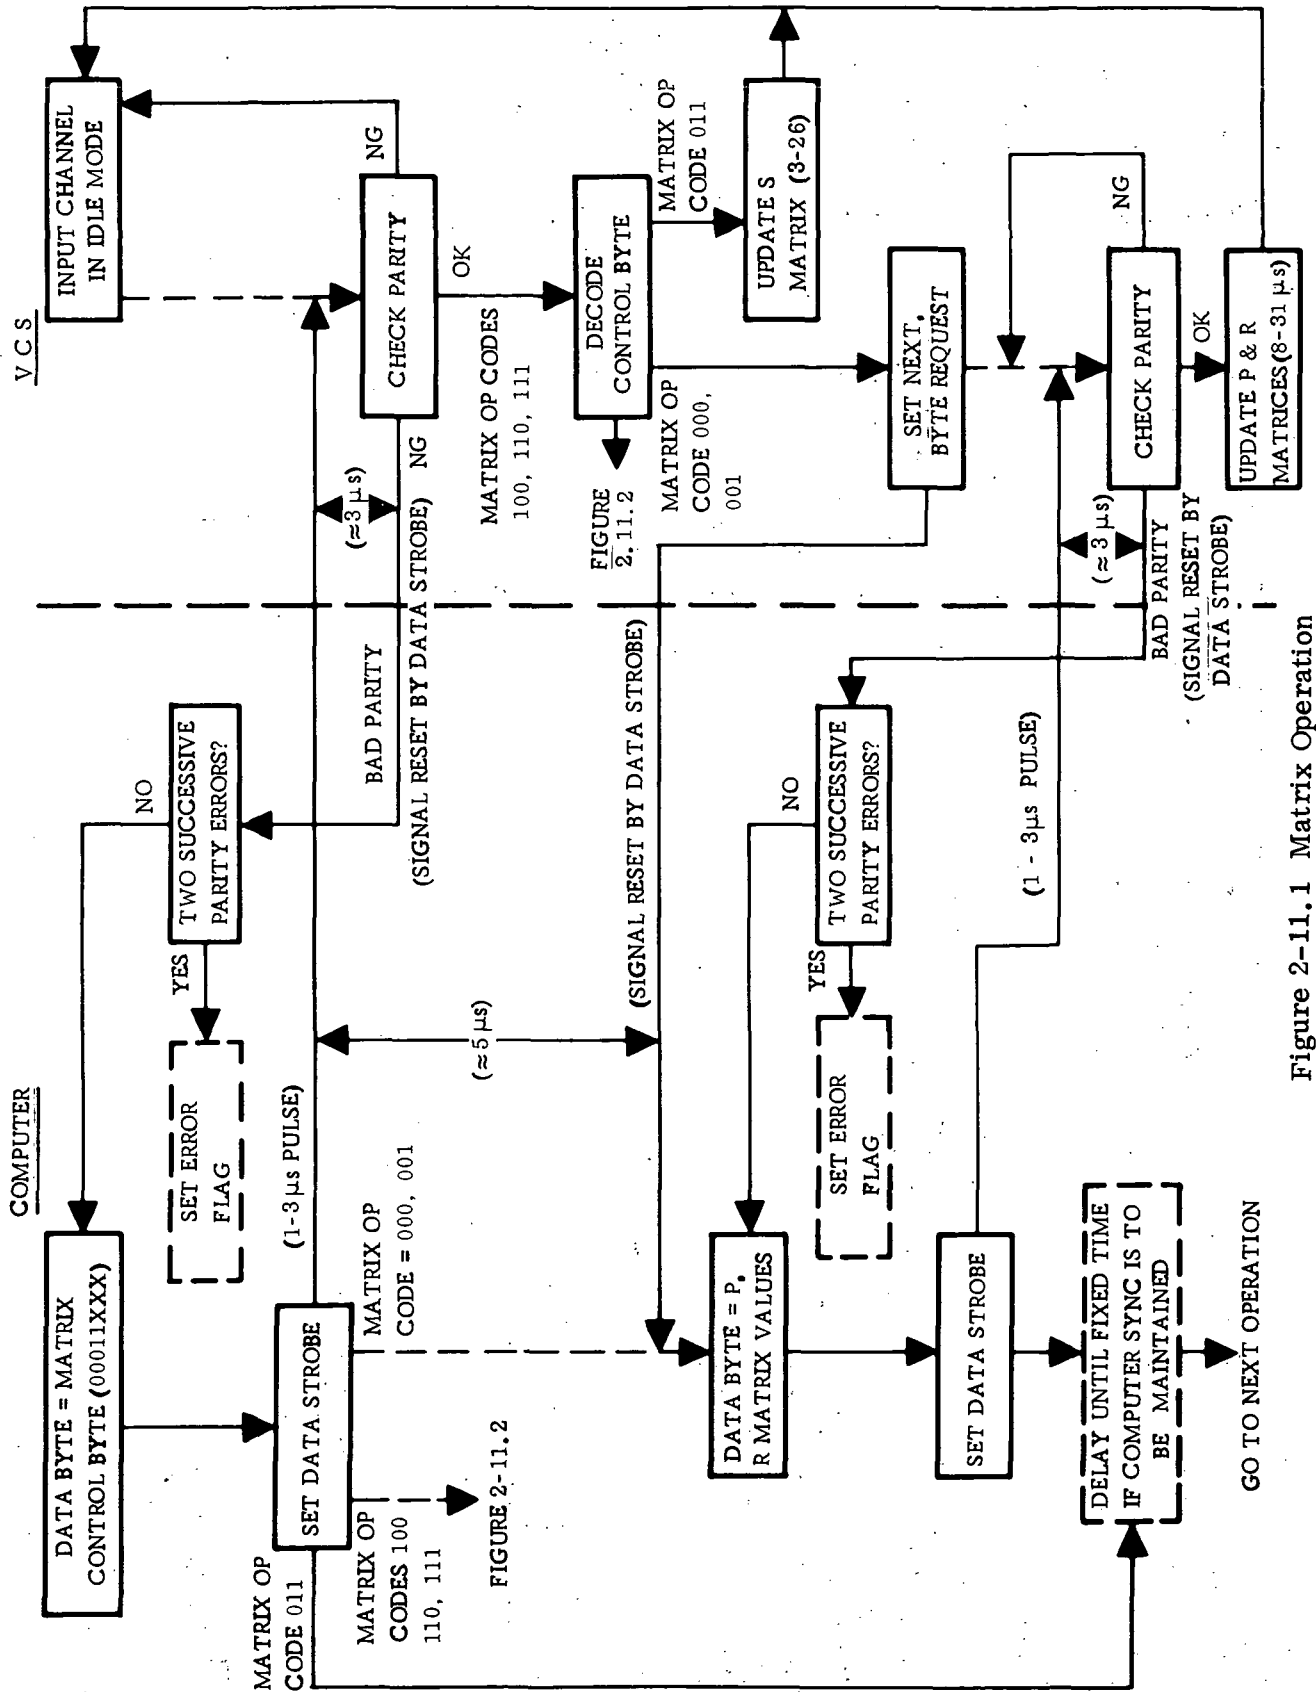 COMPUTER
DATA BYTE = MATRIX
CONTROL BYTE (00011XXX)
NO
TWO SUCCESSIVE
PARITY ERRORS?
YES
SET ERROR
FLAG
SET DATA STROBE
(1-3 μs PULSE)
MATRIX OP
CODE 011
MATRIX OP
CODES 100
110, 111
FIGURE 2-11.2
MATRIX OP
CODE = 000, 001
(≈5 μs)
BAD PARITY
(SIGNAL RESET BY DATA STROBE)
(SIGNAL RESET BY DATA STROBE)
DATA BYTE = P,
R MATRIX VALUES
NO
TWO SUCCESSIVE
PARITY ERRORS?
YES
SET ERROR
FLAG
SET DATA STROBE
(1 - 3μs PULSE)
DELAY UNTIL FIXED TIME
IF COMPUTER SYNC IS TO
BE MAINTAINED
GO TO NEXT OPERATION
VCS
INPUT CHANNEL
IN IDLE MODE
NG
CHECK PARITY
(≈3 μs)
NG
OK
MATRIX OP CODES
100, 110, 111
DECODE
CONTROL BYTE
FIGURE
2.11.2
MATRIX OP
CODE 011
MATRIX OP
CODE 000,
001
UPDATE S
MATRIX (3-26)
SET NEXT,
BYTE REQUEST
NG
CHECK PARITY
(≈3 μs)
BAD PARITY
(SIGNAL RESET BY
DATA STROBE)
OK
UPDATE P & R
MATRICES (8-31 μs)
Figure 2-11.1 Matrix Operation